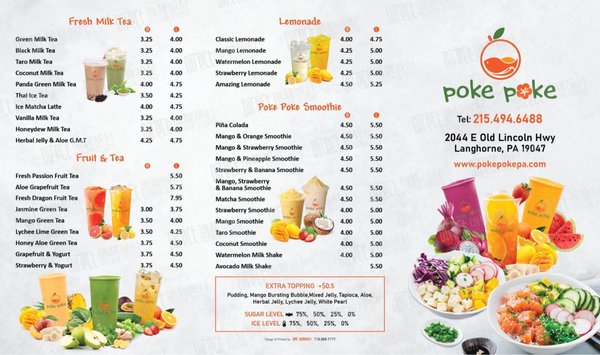 Fresh Milk Tea
Green Milk Tea 3.25 4.00
Black Milk Tea 3.25 4.00
Taro Milk Tea 3.25 4.00
Coconut Milk Tea 3.25 4.00
Panda Green Milk Tea 4.00 4.75
Thai Ice Tea 3.50 4.25
Ice Matcha Latte 4.00 4.75
Vanilla Milk Tea 3.25 4.00
Honeydew Milk Tea 3.25 4.00
Herbal Jelly & Aloe G.M.T 4.25 4.75
Fruit & Tea
Fresh Passion Fruit Tea 5.50
Aloe Grapefruit Tea 5.75
Fresh Dragon Fruit Tea 7.95
Jasmine Green Tea 3.00 3.75
Mango Green Tea 3.50 4.00
Lychee Lime Green Tea 3.50 4.25
Honey Aloe Green Tea 3.75 4.50
Grapefruit & Yogurt 3.75 4.50
Strawberry & Yogurt 3.75 4.50
Lemonade
Classic Lemonade 4.00 4.75
Mango Lemonade 4.25 5.00
Watermelon Lemonade 4.25 5.00
Strawberry Lemonade 4.25 5.00
Amazing Lemonade 4.50 5.25
Poke Poke Smoothie
Piña Colada 4.50 5.50
Mango & Orange Smoothie 4.50 5.50
Mango & Strawberry Smoothie 4.50 5.50
Mango & Pineapple Smoothie 4.50 5.50
Strawberry & Banana Smoothie 4.50 5.50
Mango, Strawberry
& Banana Smoothie 4.50 5.50
Matcha Smoothie 4.50 5.50
Strawberry Smoothie 4.00 5.00
Mango Smoothie 4.00 5.00
Taro Smoothie 4.00 5.00
Coconut Smoothie 4.00 5.00
Watermelon Milk Shake 4.00 5.00
Avocado Milk Shake 5.50
EXTRA TOPPING +$0.5
Pudding, Mango Bursting Bubble,Mixed Jelly, Tapioca, Aloe,
Herbal Jelly, Lychee Jelly, White Pearl
SUGAR LEVEL 75%, 50%, 25%, 0%
ICE LEVEL 75%, 50%, 25%, 0%
poke poke
Tel: 215.494.6488
2044 E Old Lincoln Hwy
Langhorne, PA 19047
www.pokepokepa.com